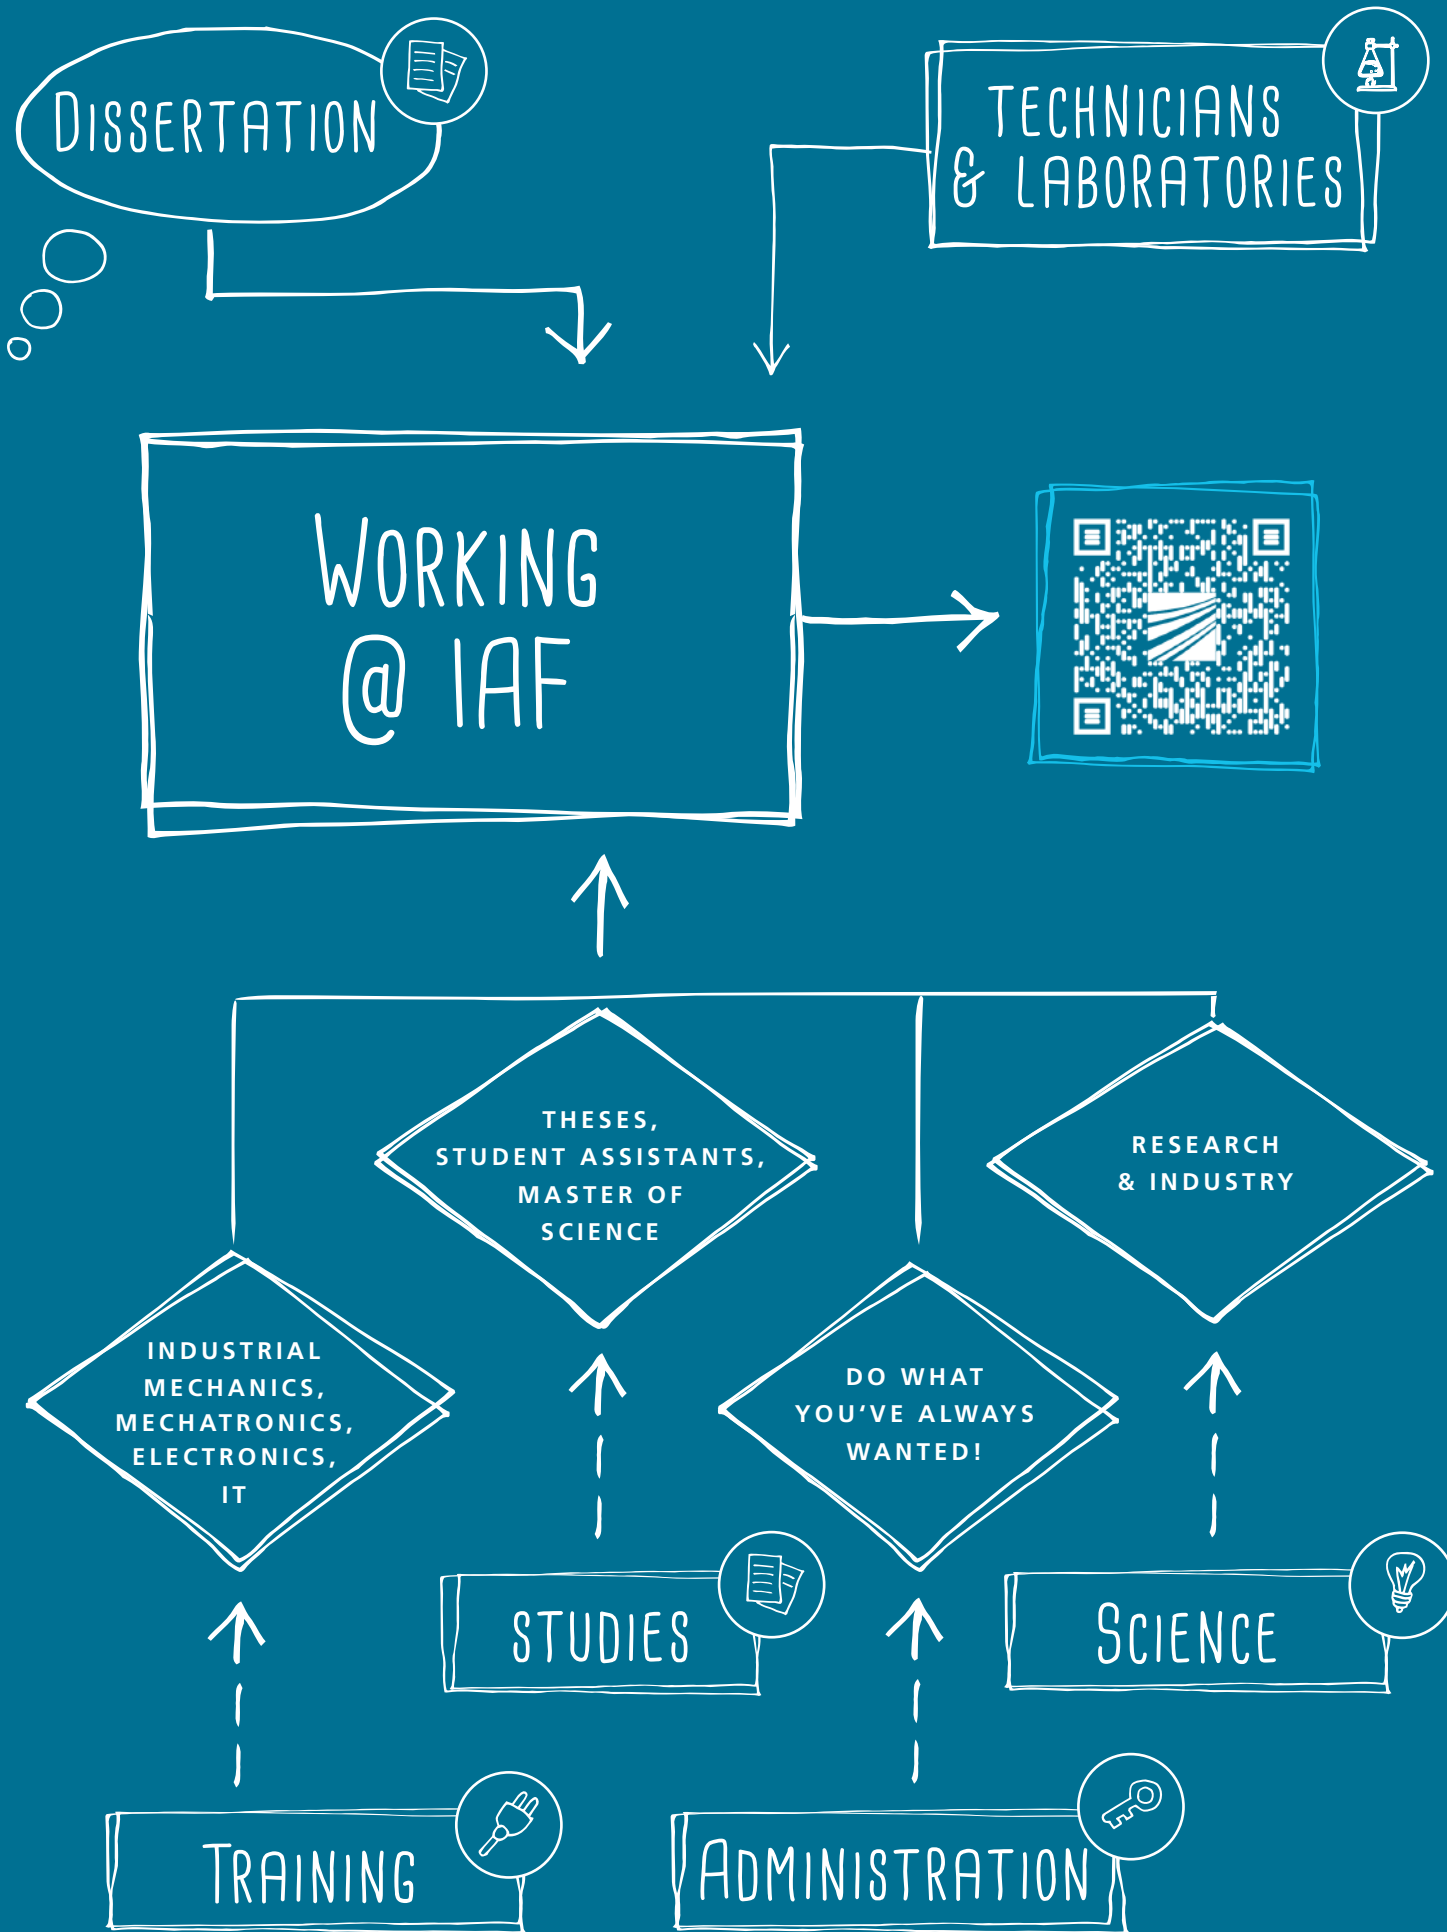 DISSERTATION
TECHNICIANS
& LABORATORIES
WORKING
@ IAF
THESES,
STUDENT ASSISTANTS,
MASTER OF
SCIENCE
RESEARCH
& INDUSTRY
INDUSTRIAL
MECHANICS,
MECHATRONICS,
ELECTRONICS,
IT
DO WHAT
YOU‘VE ALWAYS
WANTED!
STUDIES
SCIENCE
TRAINING
ADMINISTRATION